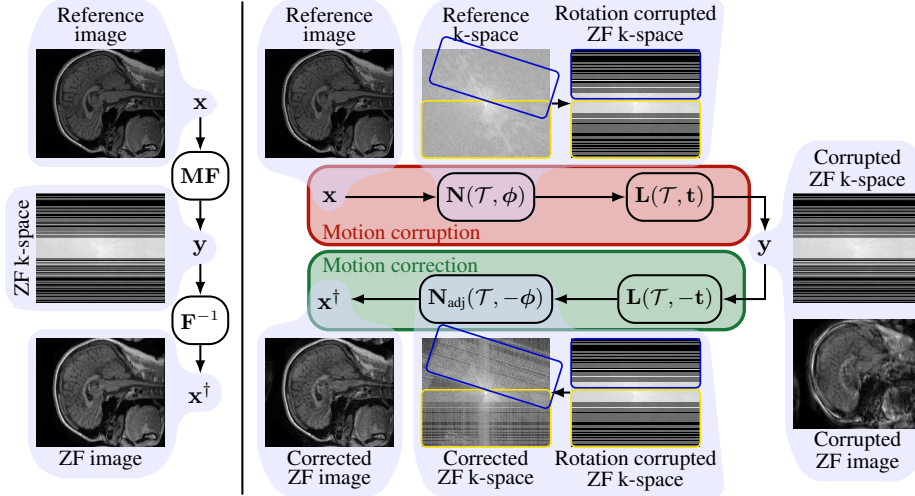 Reference
image
x
MF
ZF k-space
y
F⁻¹
x†
ZF image
Reference
image
Reference
k-space
Rotation corrupted
ZF k-space
x
N(𝒯, ϕ)
L(𝒯, t)
Motion corruption
Corrupted
ZF k-space
y
Motion correction
x†
N_adj(𝒯, −ϕ)
L(𝒯, −t)
Corrected
ZF image
Corrected
ZF k-space
Rotation corrupted
ZF k-space
Corrupted
ZF image